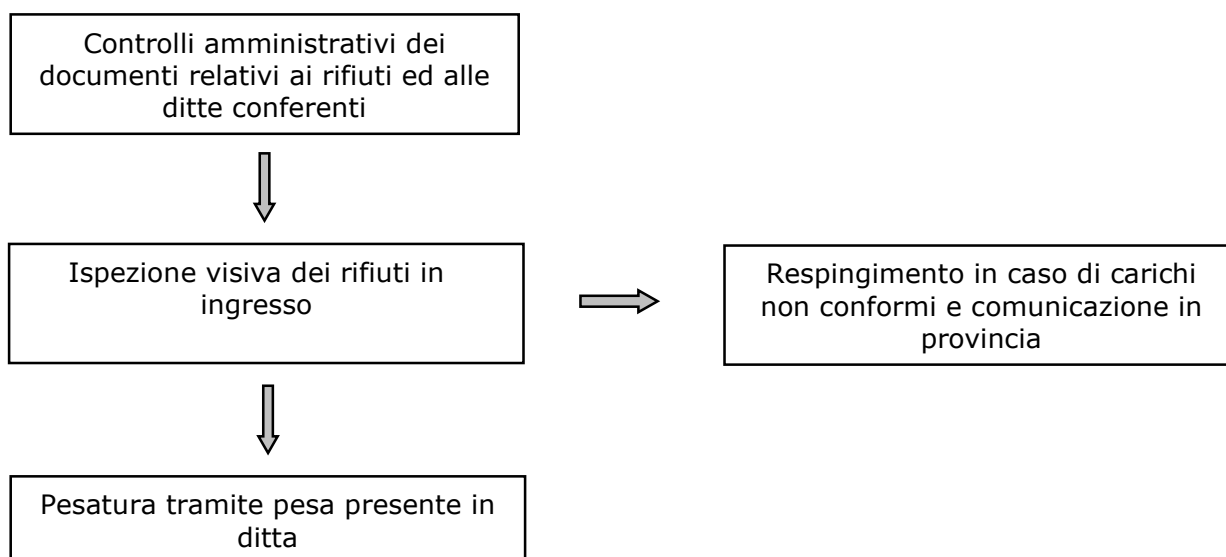 Controlli amministrativi dei
documenti relativi ai rifiuti ed alle
ditte conferenti
Ispezione visiva dei rifiuti in
ingresso
Respingimento in caso di carichi
non conformi e comunicazione in
provincia
Pesatura tramite pesa presente in
ditta